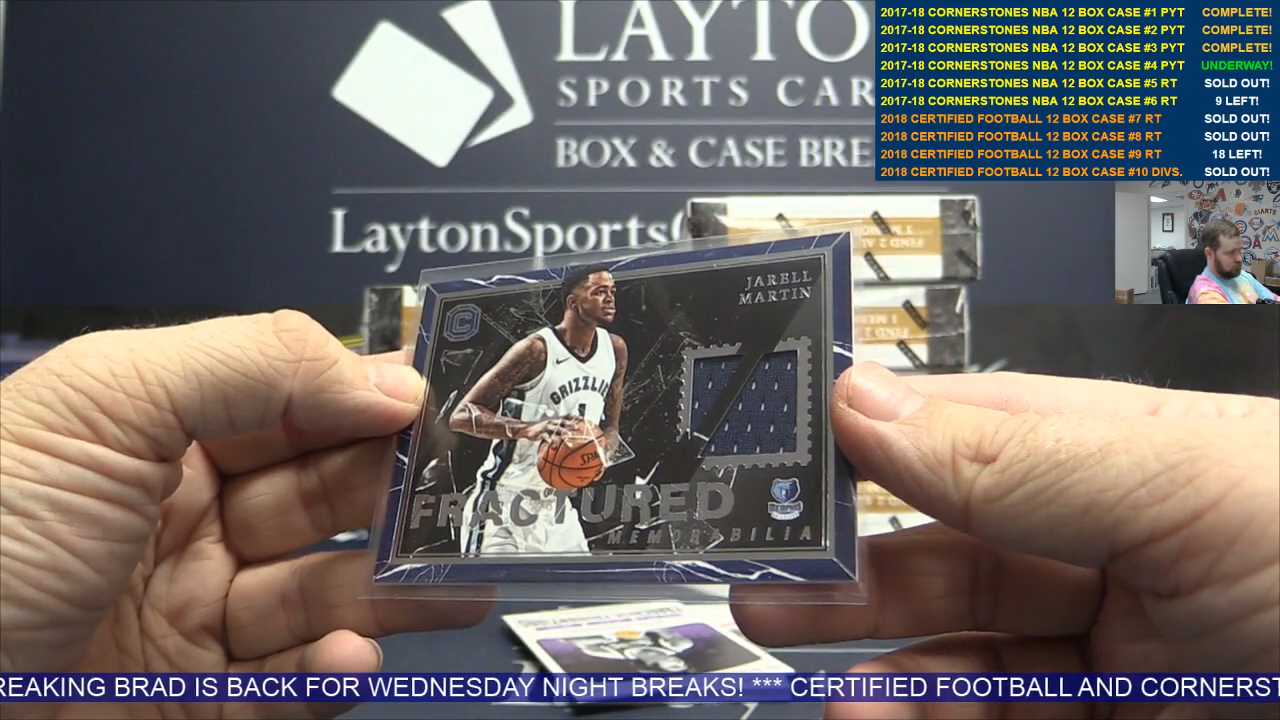 LAYTO
SPORTS CAR
BOX & CASE BRE
LaytonSports
2017-18 CORNERSTONES NBA 12 BOX CASE #1 PYT COMPLETE!
2017-18 CORNERSTONES NBA 12 BOX CASE #2 PYT COMPLETE!
2017-18 CORNERSTONES NBA 12 BOX CASE #3 PYT COMPLETE!
2017-18 CORNERSTONES NBA 12 BOX CASE #4 PYT UNDERWAY!
2017-18 CORNERSTONES NBA 12 BOX CASE #5 RT SOLD OUT!
2017-18 CORNERSTONES NBA 12 BOX CASE #6 RT 9 LEFT!
2018 CERTIFIED FOOTBALL 12 BOX CASE #7 RT SOLD OUT!
2018 CERTIFIED FOOTBALL 12 BOX CASE #8 RT SOLD OUT!
2018 CERTIFIED FOOTBALL 12 BOX CASE #9 RT 18 LEFT!
2018 CERTIFIED FOOTBALL 12 BOX CASE #10 DIVS. SOLD OUT!
GIANTS
FIND 2 A
JARELL
MARTIN
C
GRIZZLI
1
FRACTURED
MEMORABILIA
REAKING BRAD IS BACK FOR WEDNESDAY NIGHT BREAKS! *** CERTIFIED FOOTBALL AND CORNERST